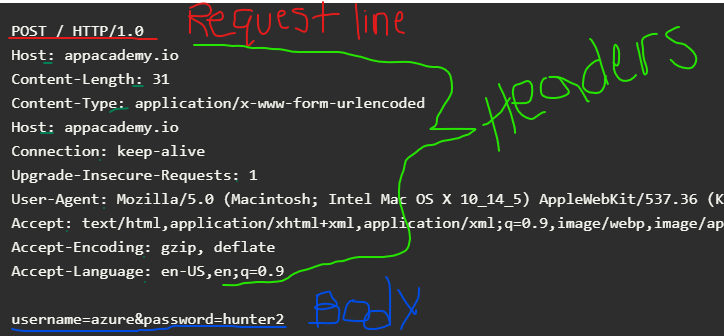 POST / HTTP/1.0 Request line
Host: appacademy.io
Content-Length: 31
Content-Type: application/x-www-form-urlencoded
Host: appacademy.io
Connection: keep-alive
Upgrade-Insecure-Requests: 1
User-Agent: Mozilla/5.0 (Macintosh; Intel Mac OS X 10_14_5) AppleWebKit/537.36 (K
Accept: text/html,application/xhtml+xml,application/xml;q=0.9,image/webp,image/ap
Accept-Encoding: gzip, deflate
Accept-Language: en-US,en;q=0.9
Headers
username=azure&password=hunter2 Body